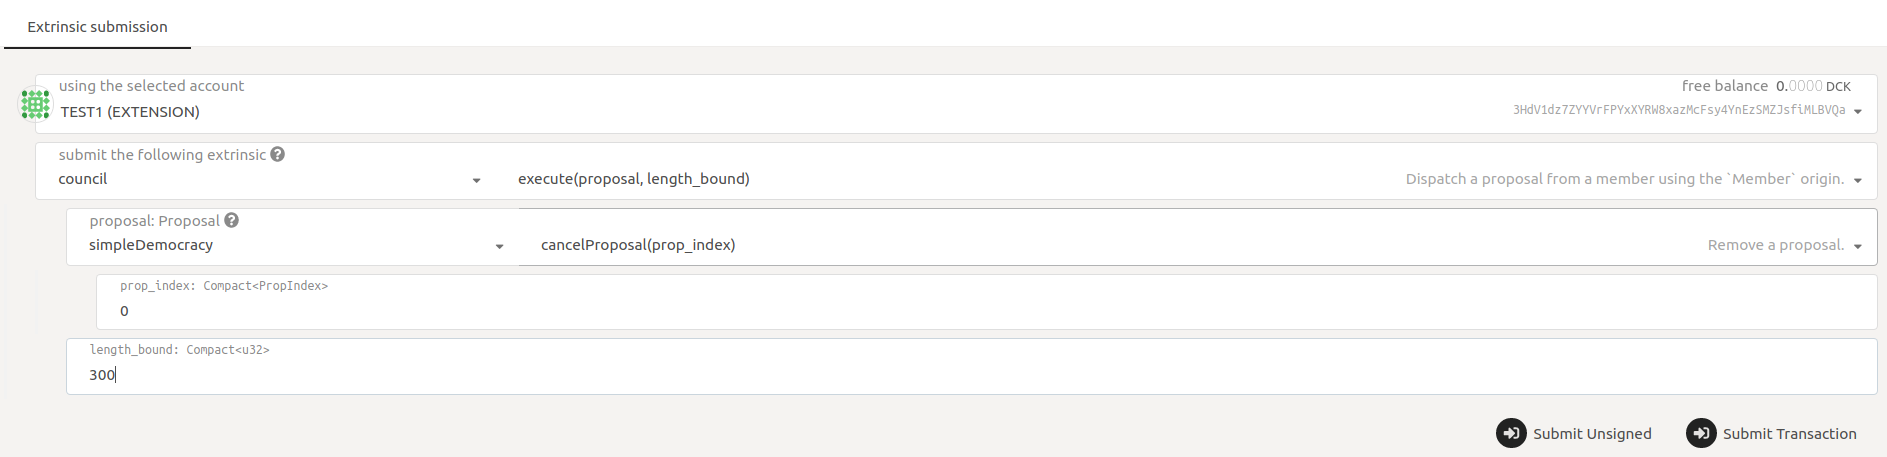 Extrinsic submission
using the selected account
free balance 0.0000 DCK
TEST1 (EXTENSION)
3HdV1dz7ZYYVrFPYxXYRW8xazMcFsy4YnEzSMZJsfiMLBVQa
submit the following extrinsic
council
execute(proposal, length_bound)
Dispatch a proposal from a member using the `Member` origin.
proposal: Proposal
simpleDemocracy
cancelProposal(prop_index)
Remove a proposal.
prop_index: Compact<PropIndex>
0
length_bound: Compact<u32>
300
Submit Unsigned
Submit Transaction